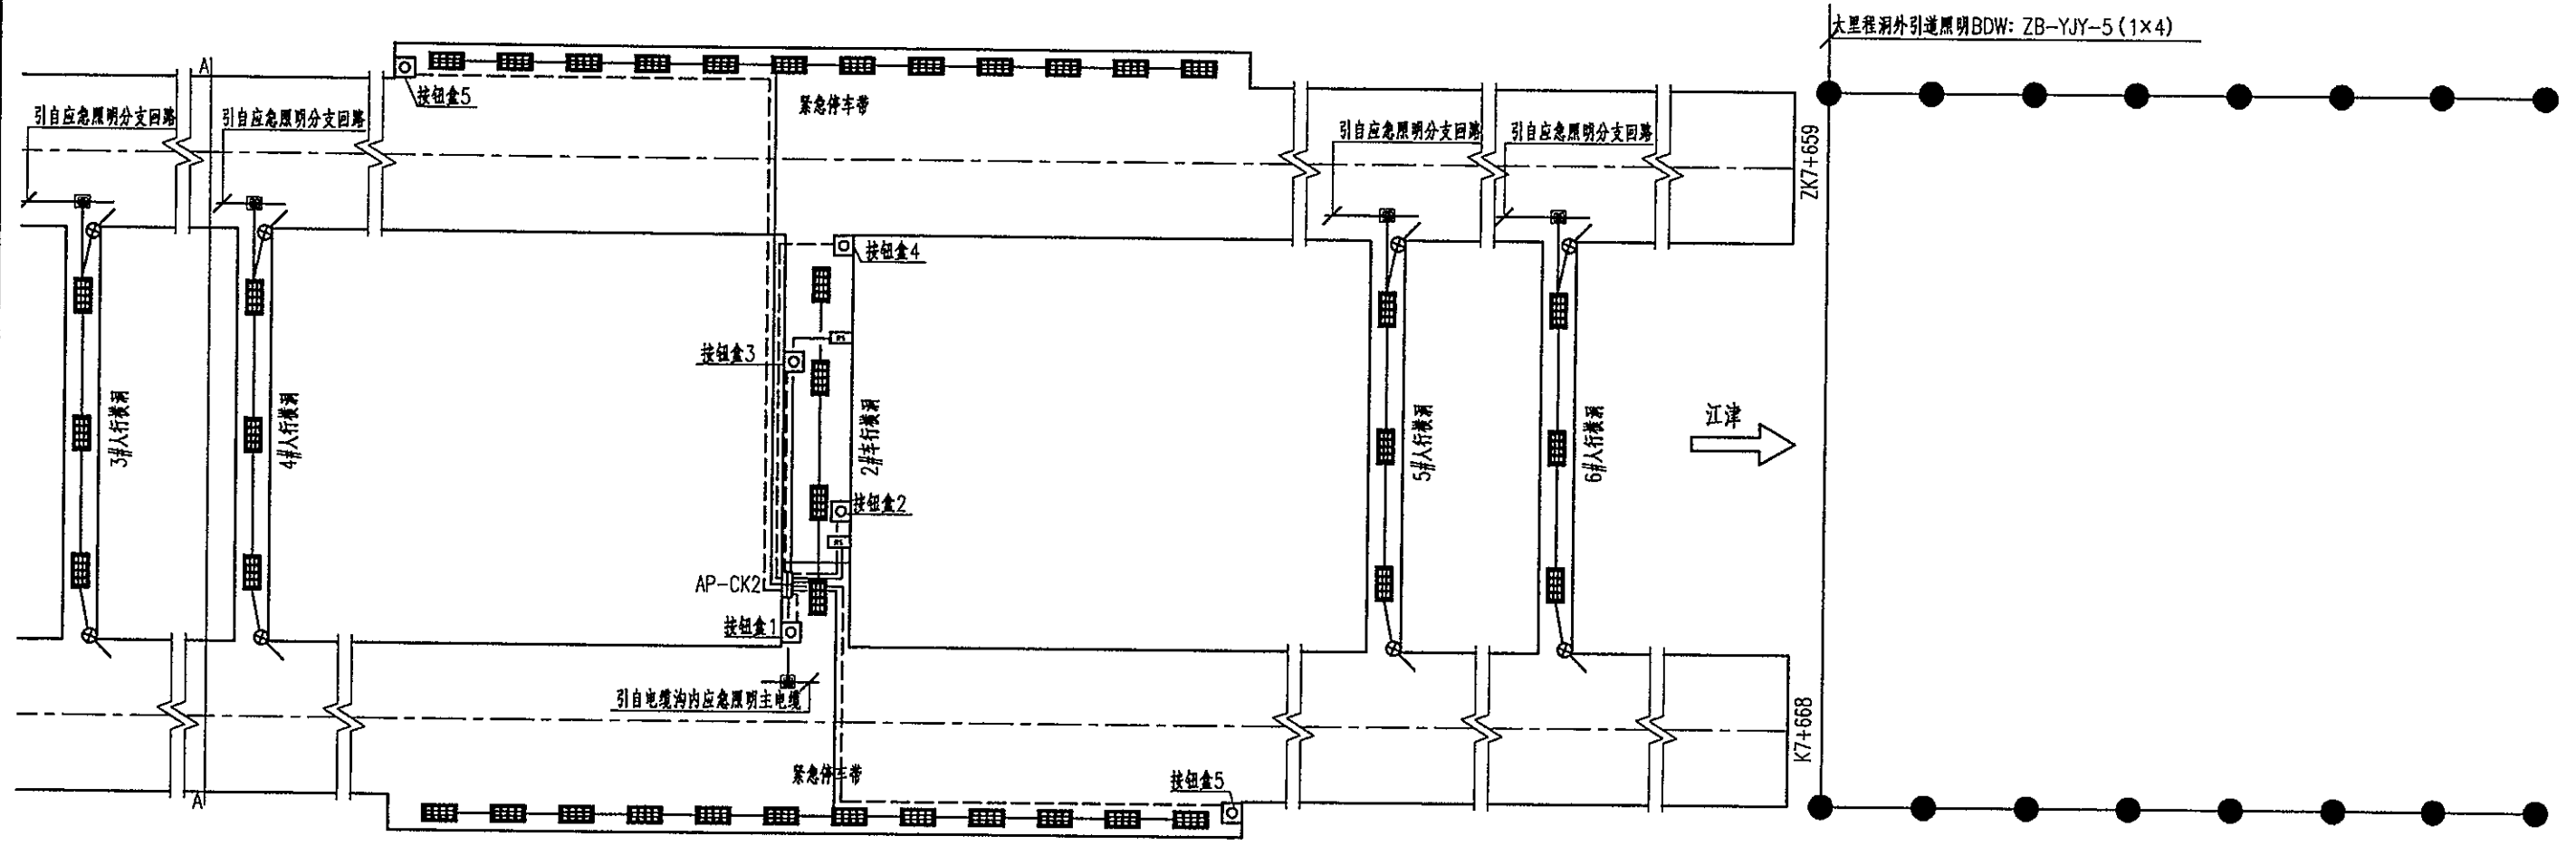 大里程洞外引道照明BDW: ZB-YJY-5(1×4)
A
按钮盒5
紧急停车带
引自应急照明分支回路
引自应急照明分支回路
引自应急照明分支回路
引自应急照明分支回路
ZK7+659
按钮盒4
按钮盒3
3#人行横洞
4#人行横洞
2#车行横洞
5#人行横洞
6#人行横洞
江津
按钮盒2
AP-CK2
按钮盒1
引自电缆沟内应急照明主电缆
K7+668
紧急停车带
按钮盒5
A